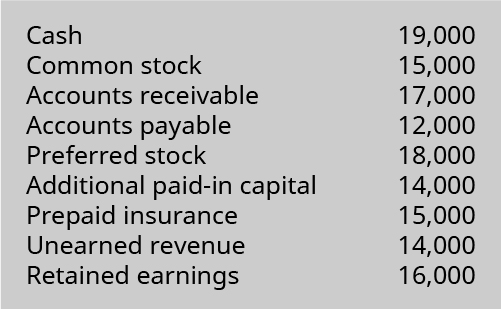 Cash 19,000
Common stock 15,000
Accounts receivable 17,000
Accounts payable 12,000
Preferred stock 18,000
Additional paid-in capital 14,000
Prepaid insurance 15,000
Unearned revenue 14,000
Retained earnings 16,000